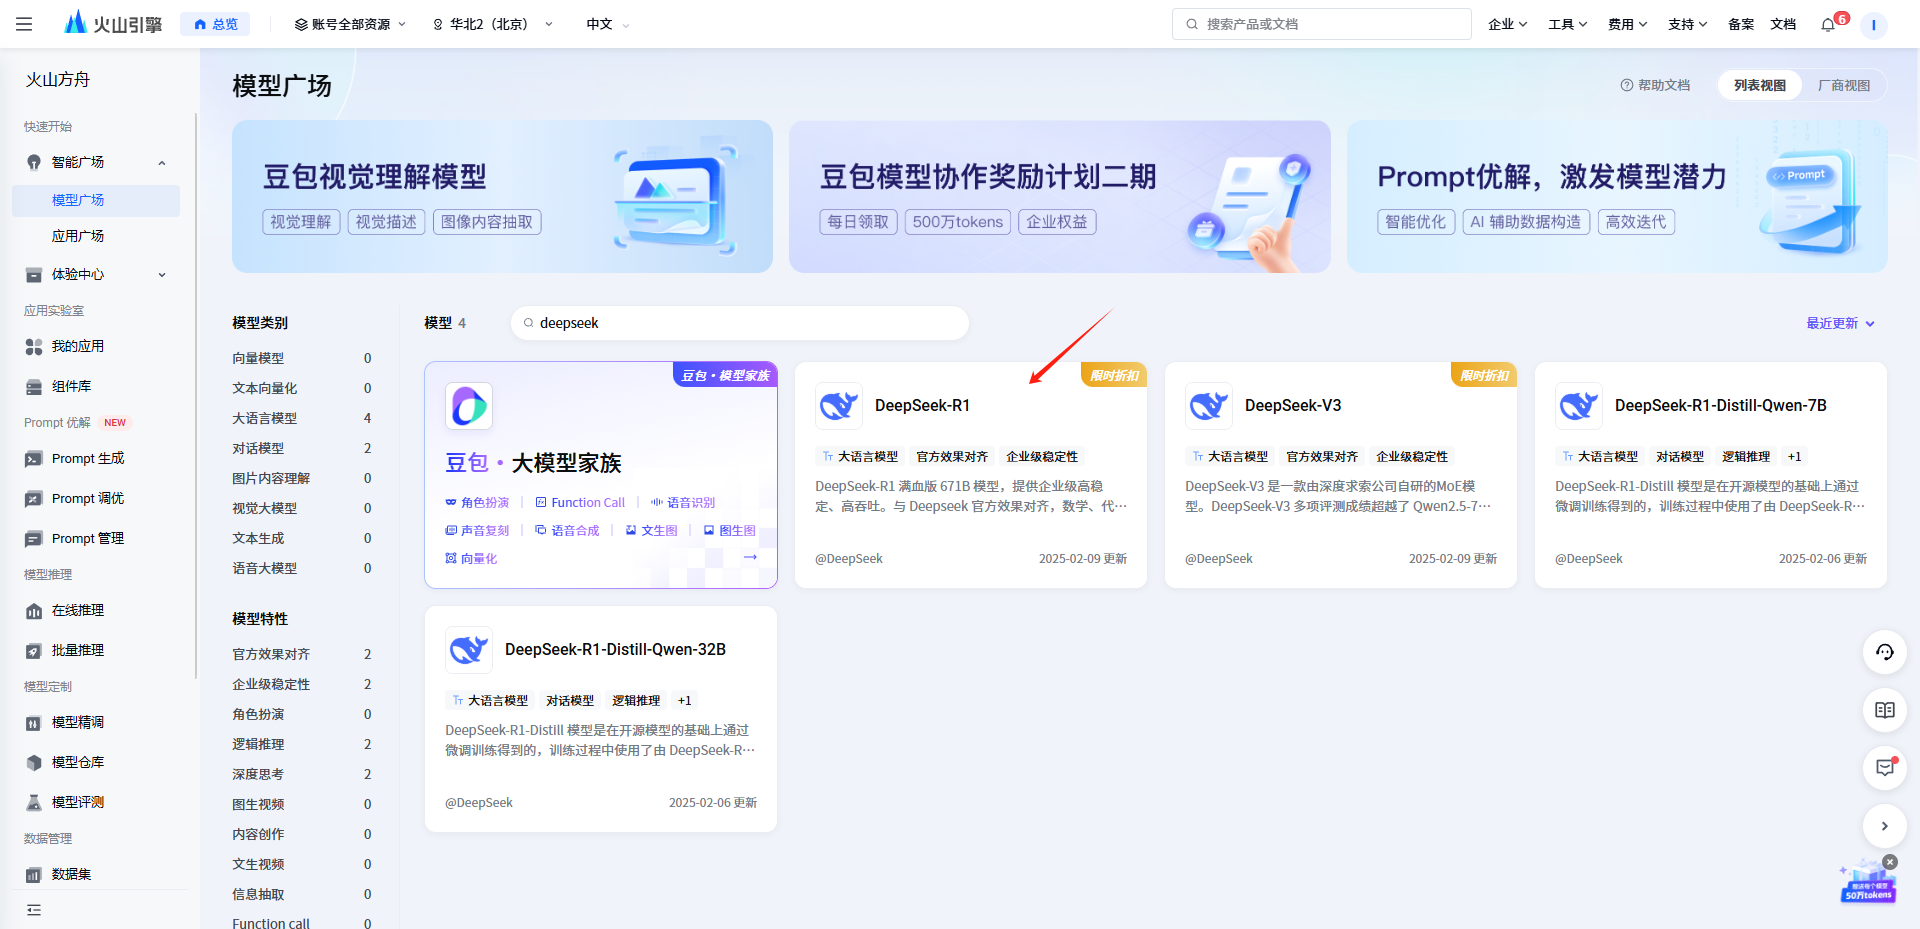 火山引擎
总览
账号全部资源
华北2（北京）
中文
搜索产品或文档
企业
工具
费用
支持
备案
文档
6
I
火山方舟
快速开始
智能广场
模型广场
应用广场
体验中心
应用实验室
我的应用
组件库
Prompt 优解 NEW
Prompt 生成
Prompt 调优
Prompt 管理
模型推理
在线推理
批量推理
模型定制
模型精调
模型仓库
模型评测
数据管理
数据集
模型广场
帮助文档
列表视图
厂商视图
豆包视觉理解模型
视觉理解 视觉描述 图像内容抽取
豆包模型协作奖励计划二期
每日领取 500万tokens 企业权益
Prompt优解，激发模型潜力
智能优化 AI 辅助数据构造 高效迭代
Prompt
模型类别
向量模型 0
文本向量化 0
大语言模型 4
对话模型 2
图片内容理解 0
视觉大模型 0
文本生成 0
语音大模型 0
模型特性
官方效果对齐 2
企业级稳定性 2
角色扮演 0
逻辑推理 2
深度思考 2
图生视频 0
内容创作 0
文生视频 0
信息抽取 0
Function call 0
模型 4
deepseek
最近更新
豆包・模型家族
豆包・大模型家族
角色扮演 Function Call 语音识别
声音复刻 语音合成 文生图 图生图
向量化
限时折扣
DeepSeek-R1
大语言模型 官方效果对齐 企业级稳定性
DeepSeek-R1 满血版 671B 模型，提供企业级高稳
定、高吞吐。与 Deepseek 官方效果对齐，数学、代…
@DeepSeek 2025-02-09 更新
限时折扣
DeepSeek-V3
大语言模型 官方效果对齐 企业级稳定性
DeepSeek-V3 是一款由深度求索公司自研的MoE模
型。DeepSeek-V3 多项评测成绩超越了 Qwen2.5-7…
@DeepSeek 2025-02-09 更新
DeepSeek-R1-Distill-Qwen-7B
大语言模型 对话模型 逻辑推理 +1
DeepSeek-R1-Distill 模型是在开源模型的基础上通过
微调训练得到的，训练过程中使用了由 DeepSeek-R…
@DeepSeek 2025-02-06 更新
DeepSeek-R1-Distill-Qwen-32B
大语言模型 对话模型 逻辑推理 +1
DeepSeek-R1-Distill 模型是在开源模型的基础上通过
微调训练得到的，训练过程中使用了由 DeepSeek-R…
@DeepSeek 2025-02-06 更新
赠送每个模型
50万tokens